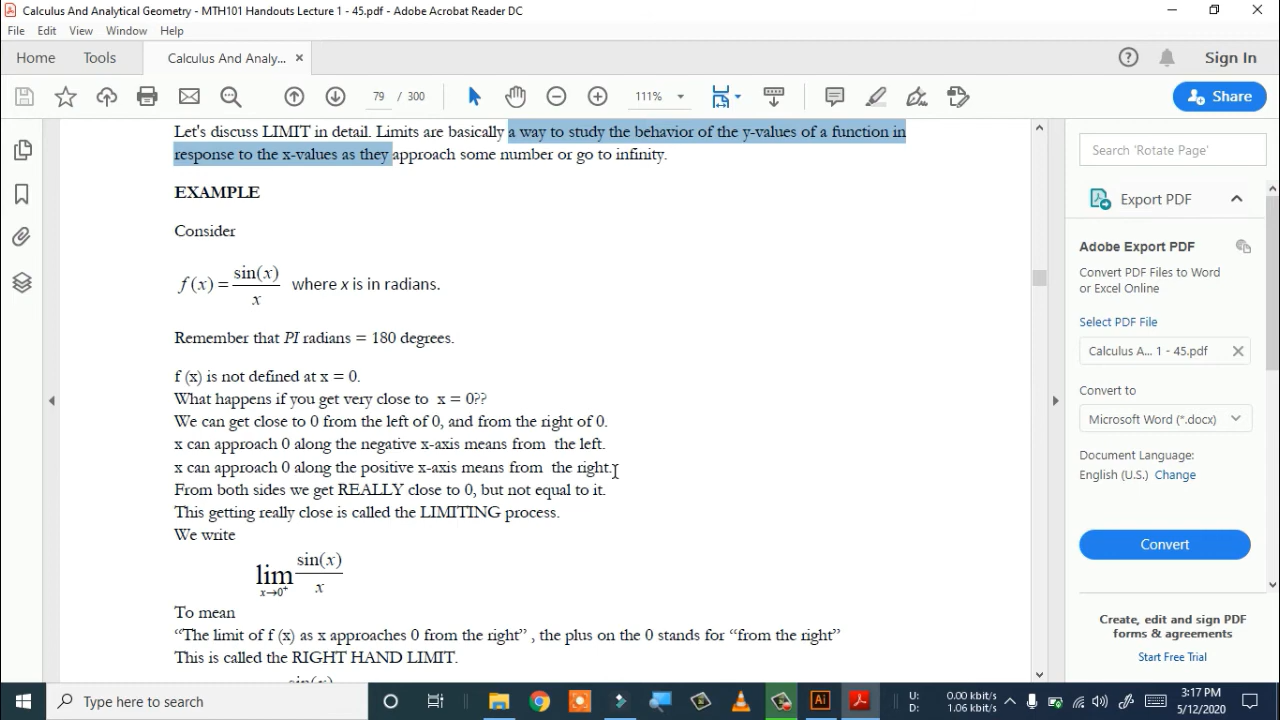 Calculus And Analytical Geometry - MTH101 Handouts Lecture 1 - 45.pdf - Adobe Acrobat Reader DC
File Edit View Window Help
Home Tools Calculus And Analy... ×
Sign In
79 / 300
111%
Share
Let's discuss LIMIT in detail. Limits are basically a way to study the behavior of the y-values of a function in
response to the x-values as they approach some number or go to infinity.
EXAMPLE
Consider
f(x) = sin(x)/x where x is in radians.
Remember that PI radians = 180 degrees.
f (x) is not defined at x = 0.
What happens if you get very close to x = 0??
We can get close to 0 from the left of 0, and from the right of 0.
x can approach 0 along the negative x-axis means from the left.
x can approach 0 along the positive x-axis means from the right.
From both sides we get REALLY close to 0, but not equal to it.
This getting really close is called the LIMITING process.
We write
lim x→0⁺ sin(x)/x
To mean
“The limit of f (x) as x approaches 0 from the right” , the plus on the 0 stands for “from the right”
This is called the RIGHT HAND LIMIT.
sin(x)
Search 'Rotate Page'
Export PDF
Adobe Export PDF
Convert PDF Files to Word
or Excel Online
Select PDF File
Calculus A... 1 - 45.pdf
Convert to
Microsoft Word (*.docx)
Document Language:
English (U.S.) Change
Convert
Create, edit and sign PDF
forms & agreements
Start Free Trial
Type here to search
Ai
U: 0.00 kbit/s
D: 1.06 kbit/s
3:17 PM
5/12/2020